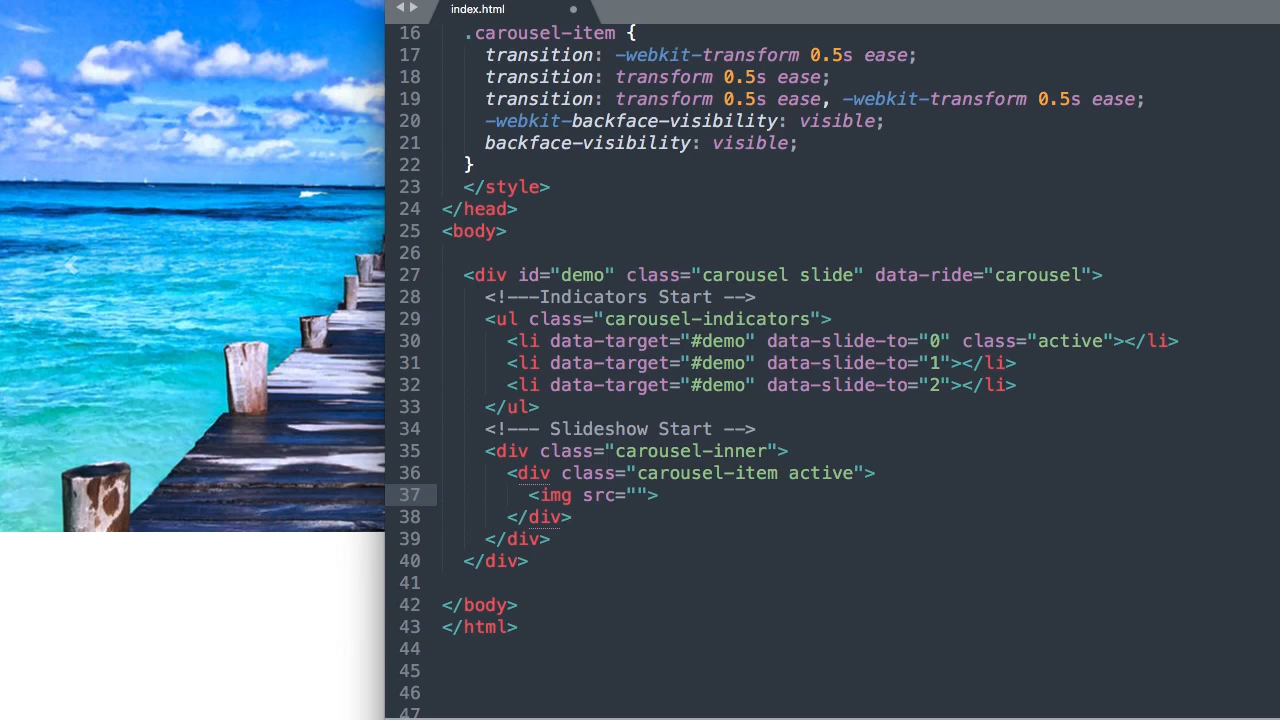 index.html
16 .carousel-item {
17 transition: -webkit-transform 0.5s ease;
18 transition: transform 0.5s ease;
19 transition: transform 0.5s ease, -webkit-transform 0.5s ease;
20 -webkit-backface-visibility: visible;
21 backface-visibility: visible;
22 }
23 </style>
24 </head>
25 <body>
26
27 <div id="demo" class="carousel slide" data-ride="carousel">
28 <!---Indicators Start -->
29 <ul class="carousel-indicators">
30 <li data-target="#demo" data-slide-to="0" class="active"></li>
31 <li data-target="#demo" data-slide-to="1"></li>
32 <li data-target="#demo" data-slide-to="2"></li>
33 </ul>
34 <!--- Slideshow Start -->
35 <div class="carousel-inner">
36 <div class="carousel-item active">
37 <img src="">
38 </div>
39 </div>
40 </div>
41
42 </body>
43 </html>
44
45
46
47